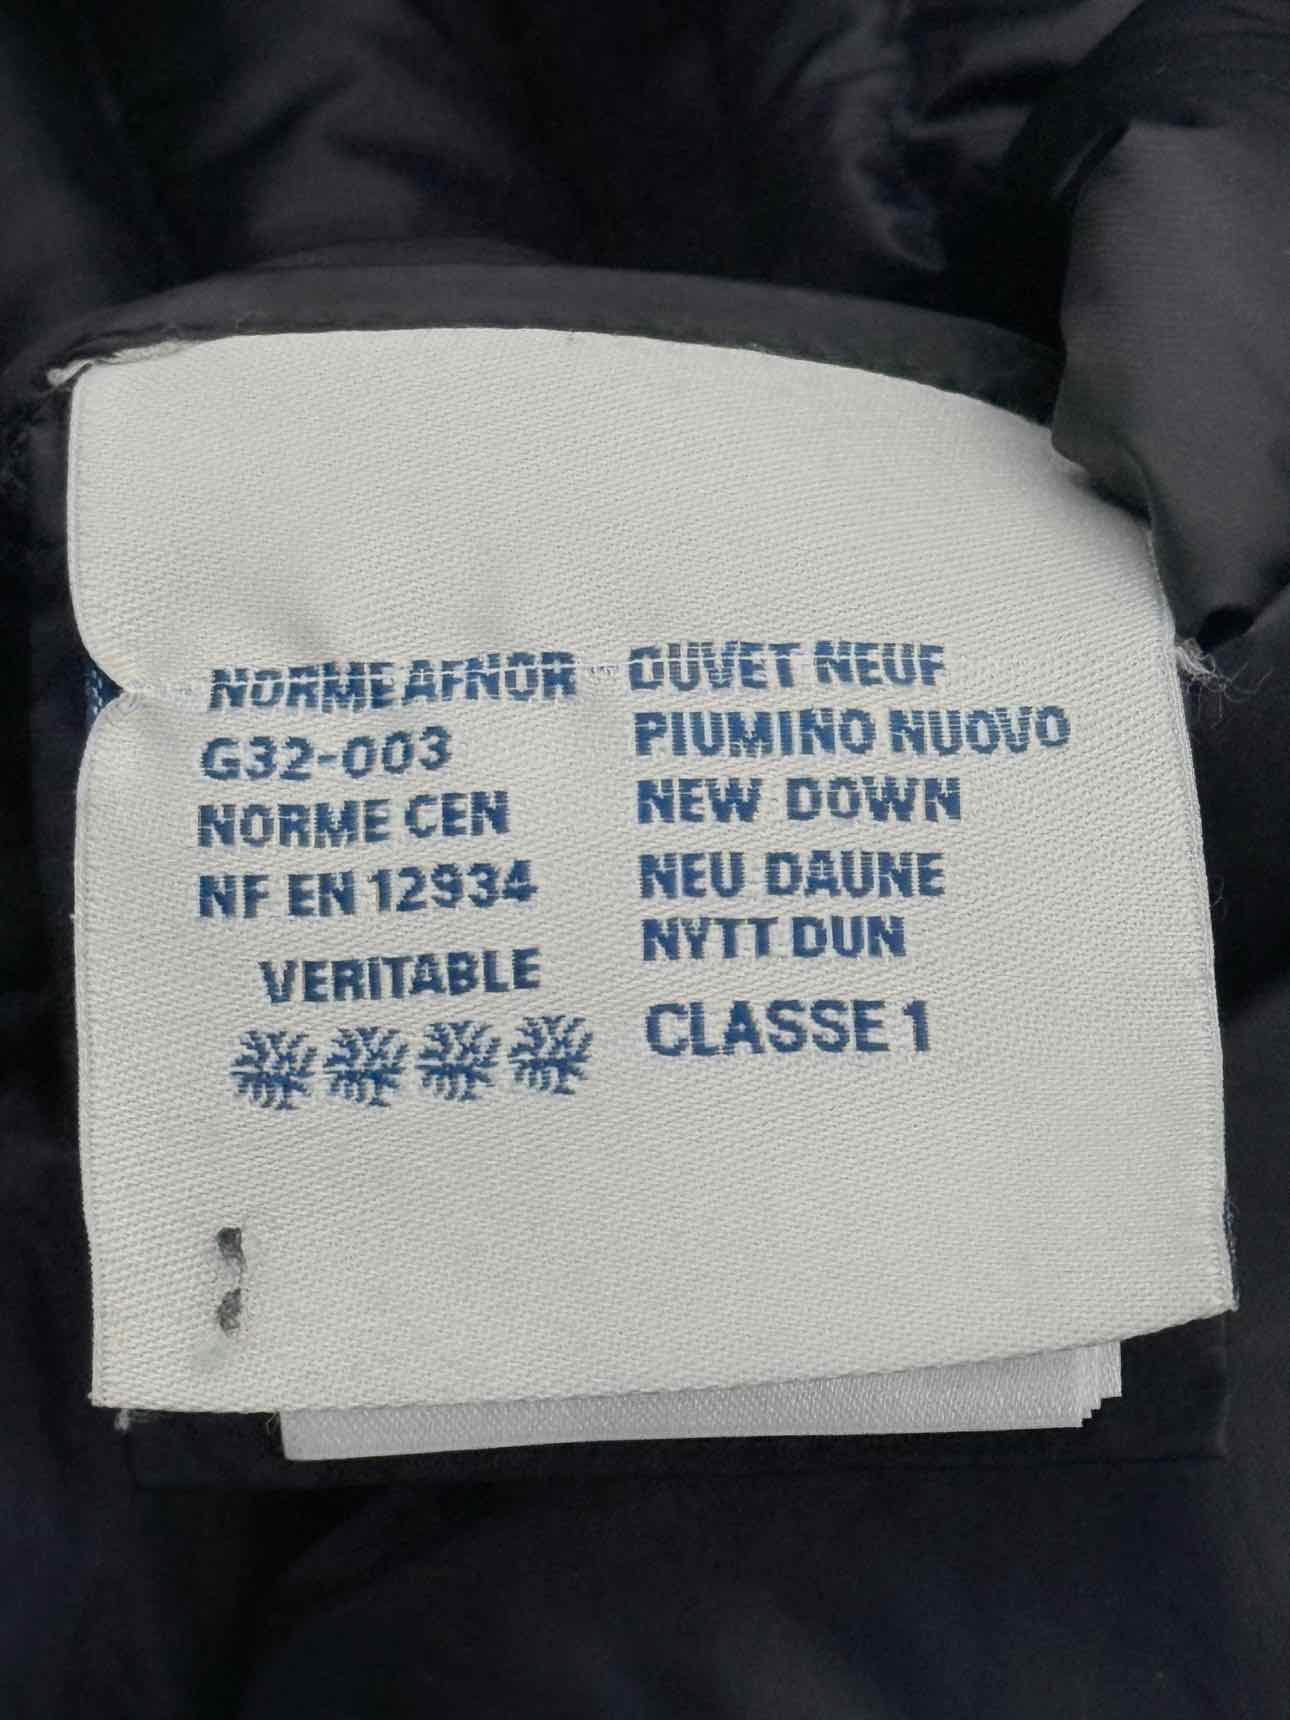 NORME AFNOR
G32-003
NORME CEN
NF EN 12934
VERITABLE
DUVET NEUF
PIUMINO NUOVO
NEW DOWN
NEU DAUNE
NYTT DUN
CLASSE 1